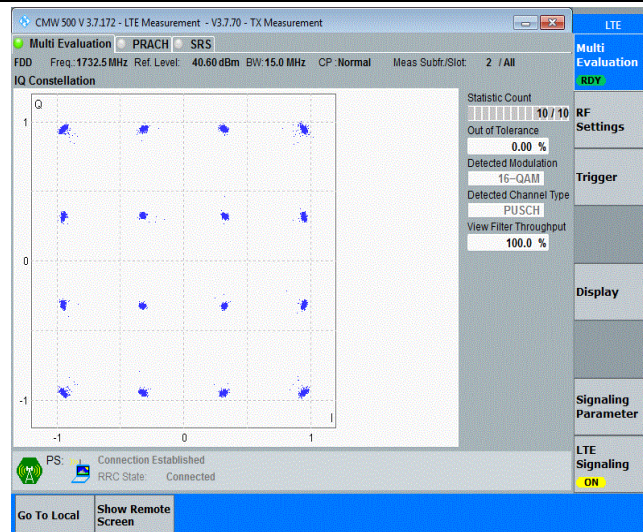 CMW 500 V 3.7.172 - LTE Measurement - V3.7.70 - TX Measurement
LTE
Multi Evaluation PRACH SRS
Multi
Evaluation
RDY
FDD Freq.:1732.5 MHz Ref. Level: 40.60 dBm BW:15.0 MHz CP :Normal Meas Subfr./Slot: 2 / All
IQ Constellation
Q
1
0
-1
-1 0 1
I
Statistic Count
10 / 10
Out of Tolerance
0.00 %
Detected Modulation
16-QAM
Detected Channel Type
PUSCH
View Filter Throughput
100.0 %
RF
Settings
Trigger
Display
Signaling
Parameter
LTE
Signaling
ON
PS: Connection Established
RRC State: Connected
Go To Local
Show Remote
Screen